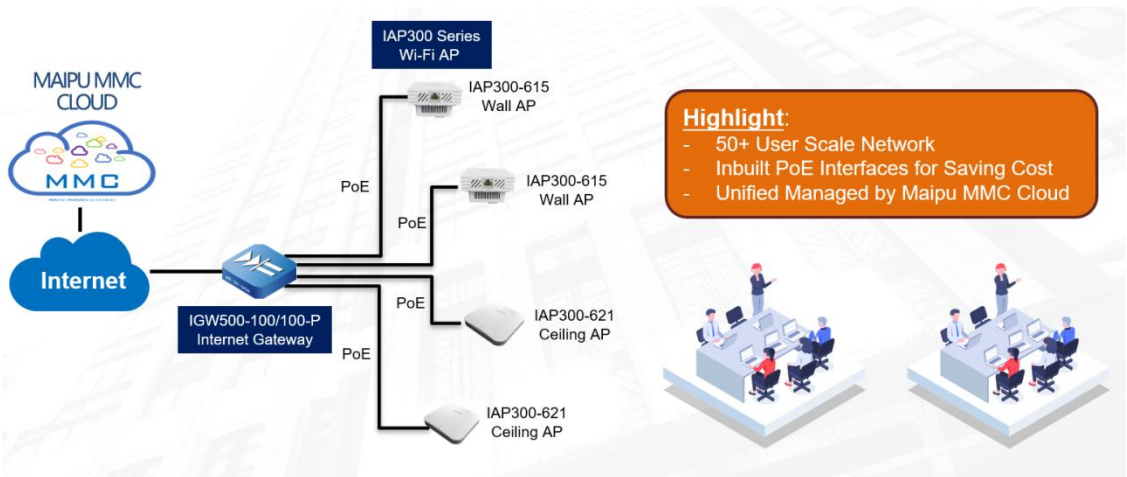 MAIPU MMC
CLOUD
MMC
Internet
IGW500-100/100-P
Internet Gateway
IAP300 Series
Wi-Fi AP
IAP300-615
Wall AP
PoE
IAP300-615
Wall AP
PoE
IAP300-621
Ceiling AP
PoE
IAP300-621
Ceiling AP
PoE
Highlight:
- 50+ User Scale Network
- Inbuilt PoE Interfaces for Saving Cost
- Unified Managed by Maipu MMC Cloud